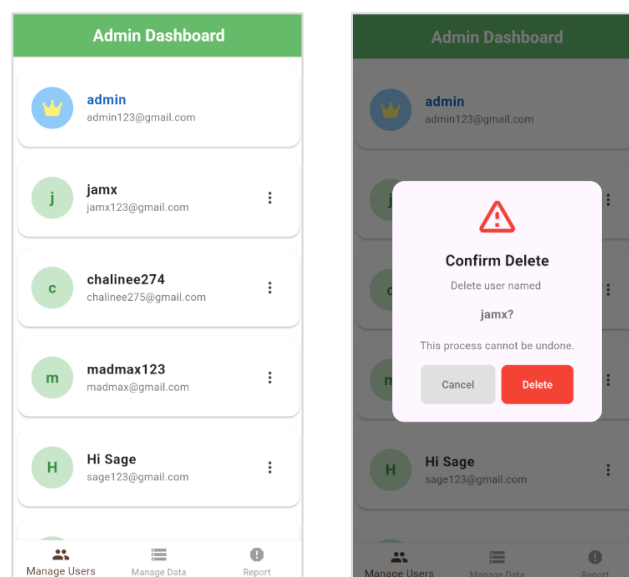 Admin Dashboard
admin
admin123@gmail.com
j
jamx
jamx123@gmail.com
c
chalinee274
chalinee275@gmail.com
m
madmax123
madmax@gmail.com
H
Hi Sage
sage123@gmail.com
Manage Users
Manage Data
Report
Admin Dashboard
admin
admin123@gmail.com
j
Confirm Delete
Delete user named
jamx?
This process cannot be undone.
Cancel
Delete
H
Hi Sage
sage123@gmail.com
Manage Users
Manage Data
Report